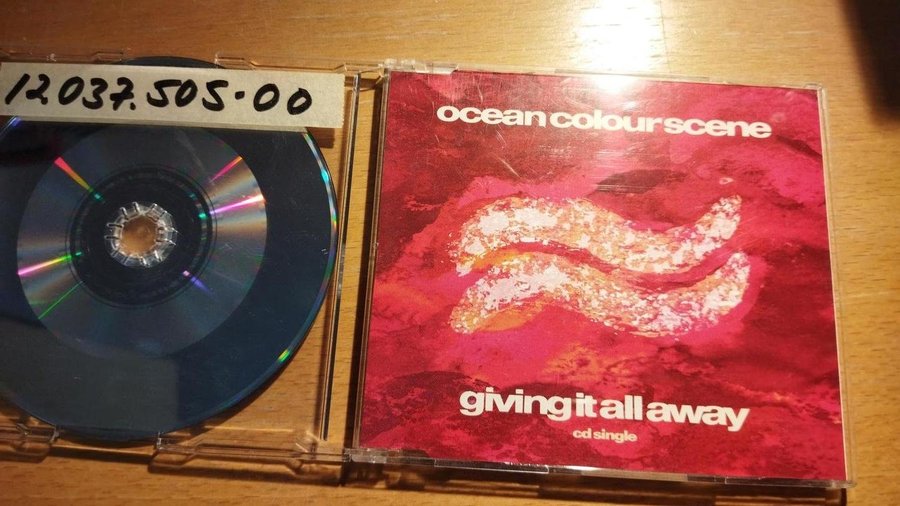 12037.505.00
ocean colour scene
giving it all away
cd single